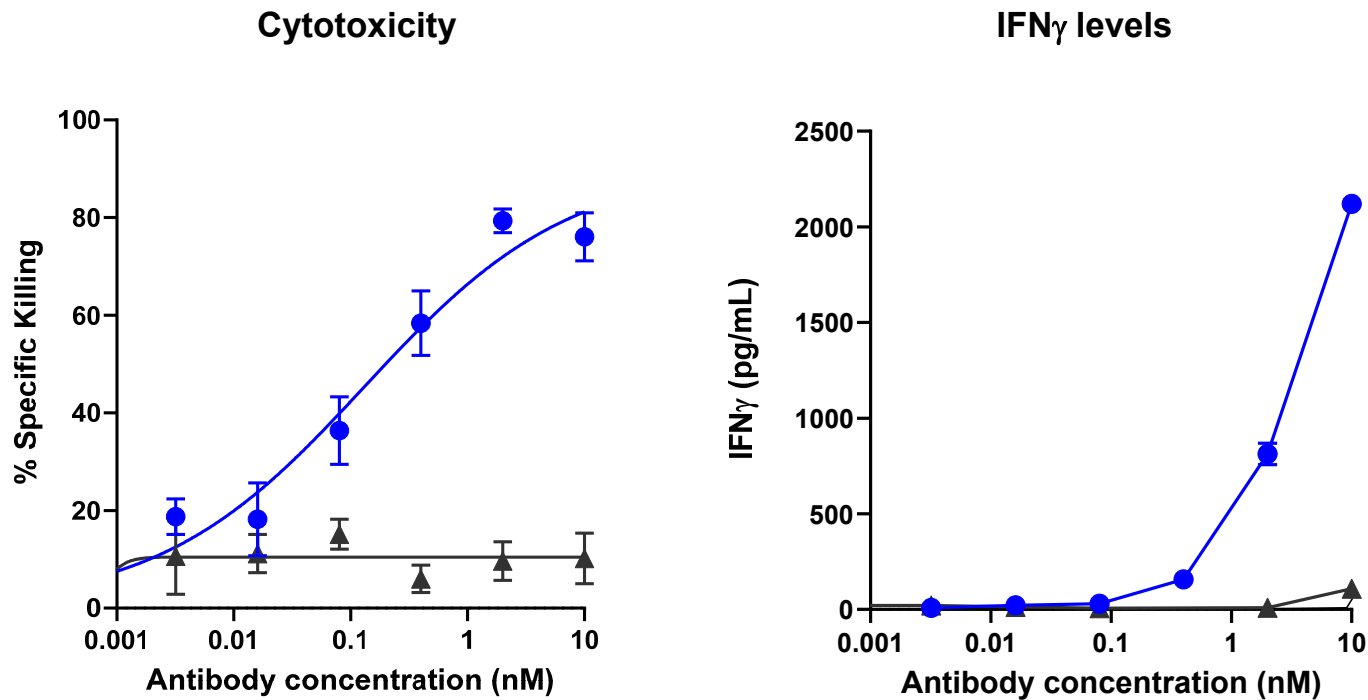 Cytotoxicity
% Specific Killing
100
80
60
40
20
0
0.001 0.01 0.1 1 10
Antibody concentration (nM)
IFNγ levels
IFNγ (pg/mL)
2500
2000
1500
1000
500
0
0.001 0.01 0.1 1 10
Antibody concentration (nM)